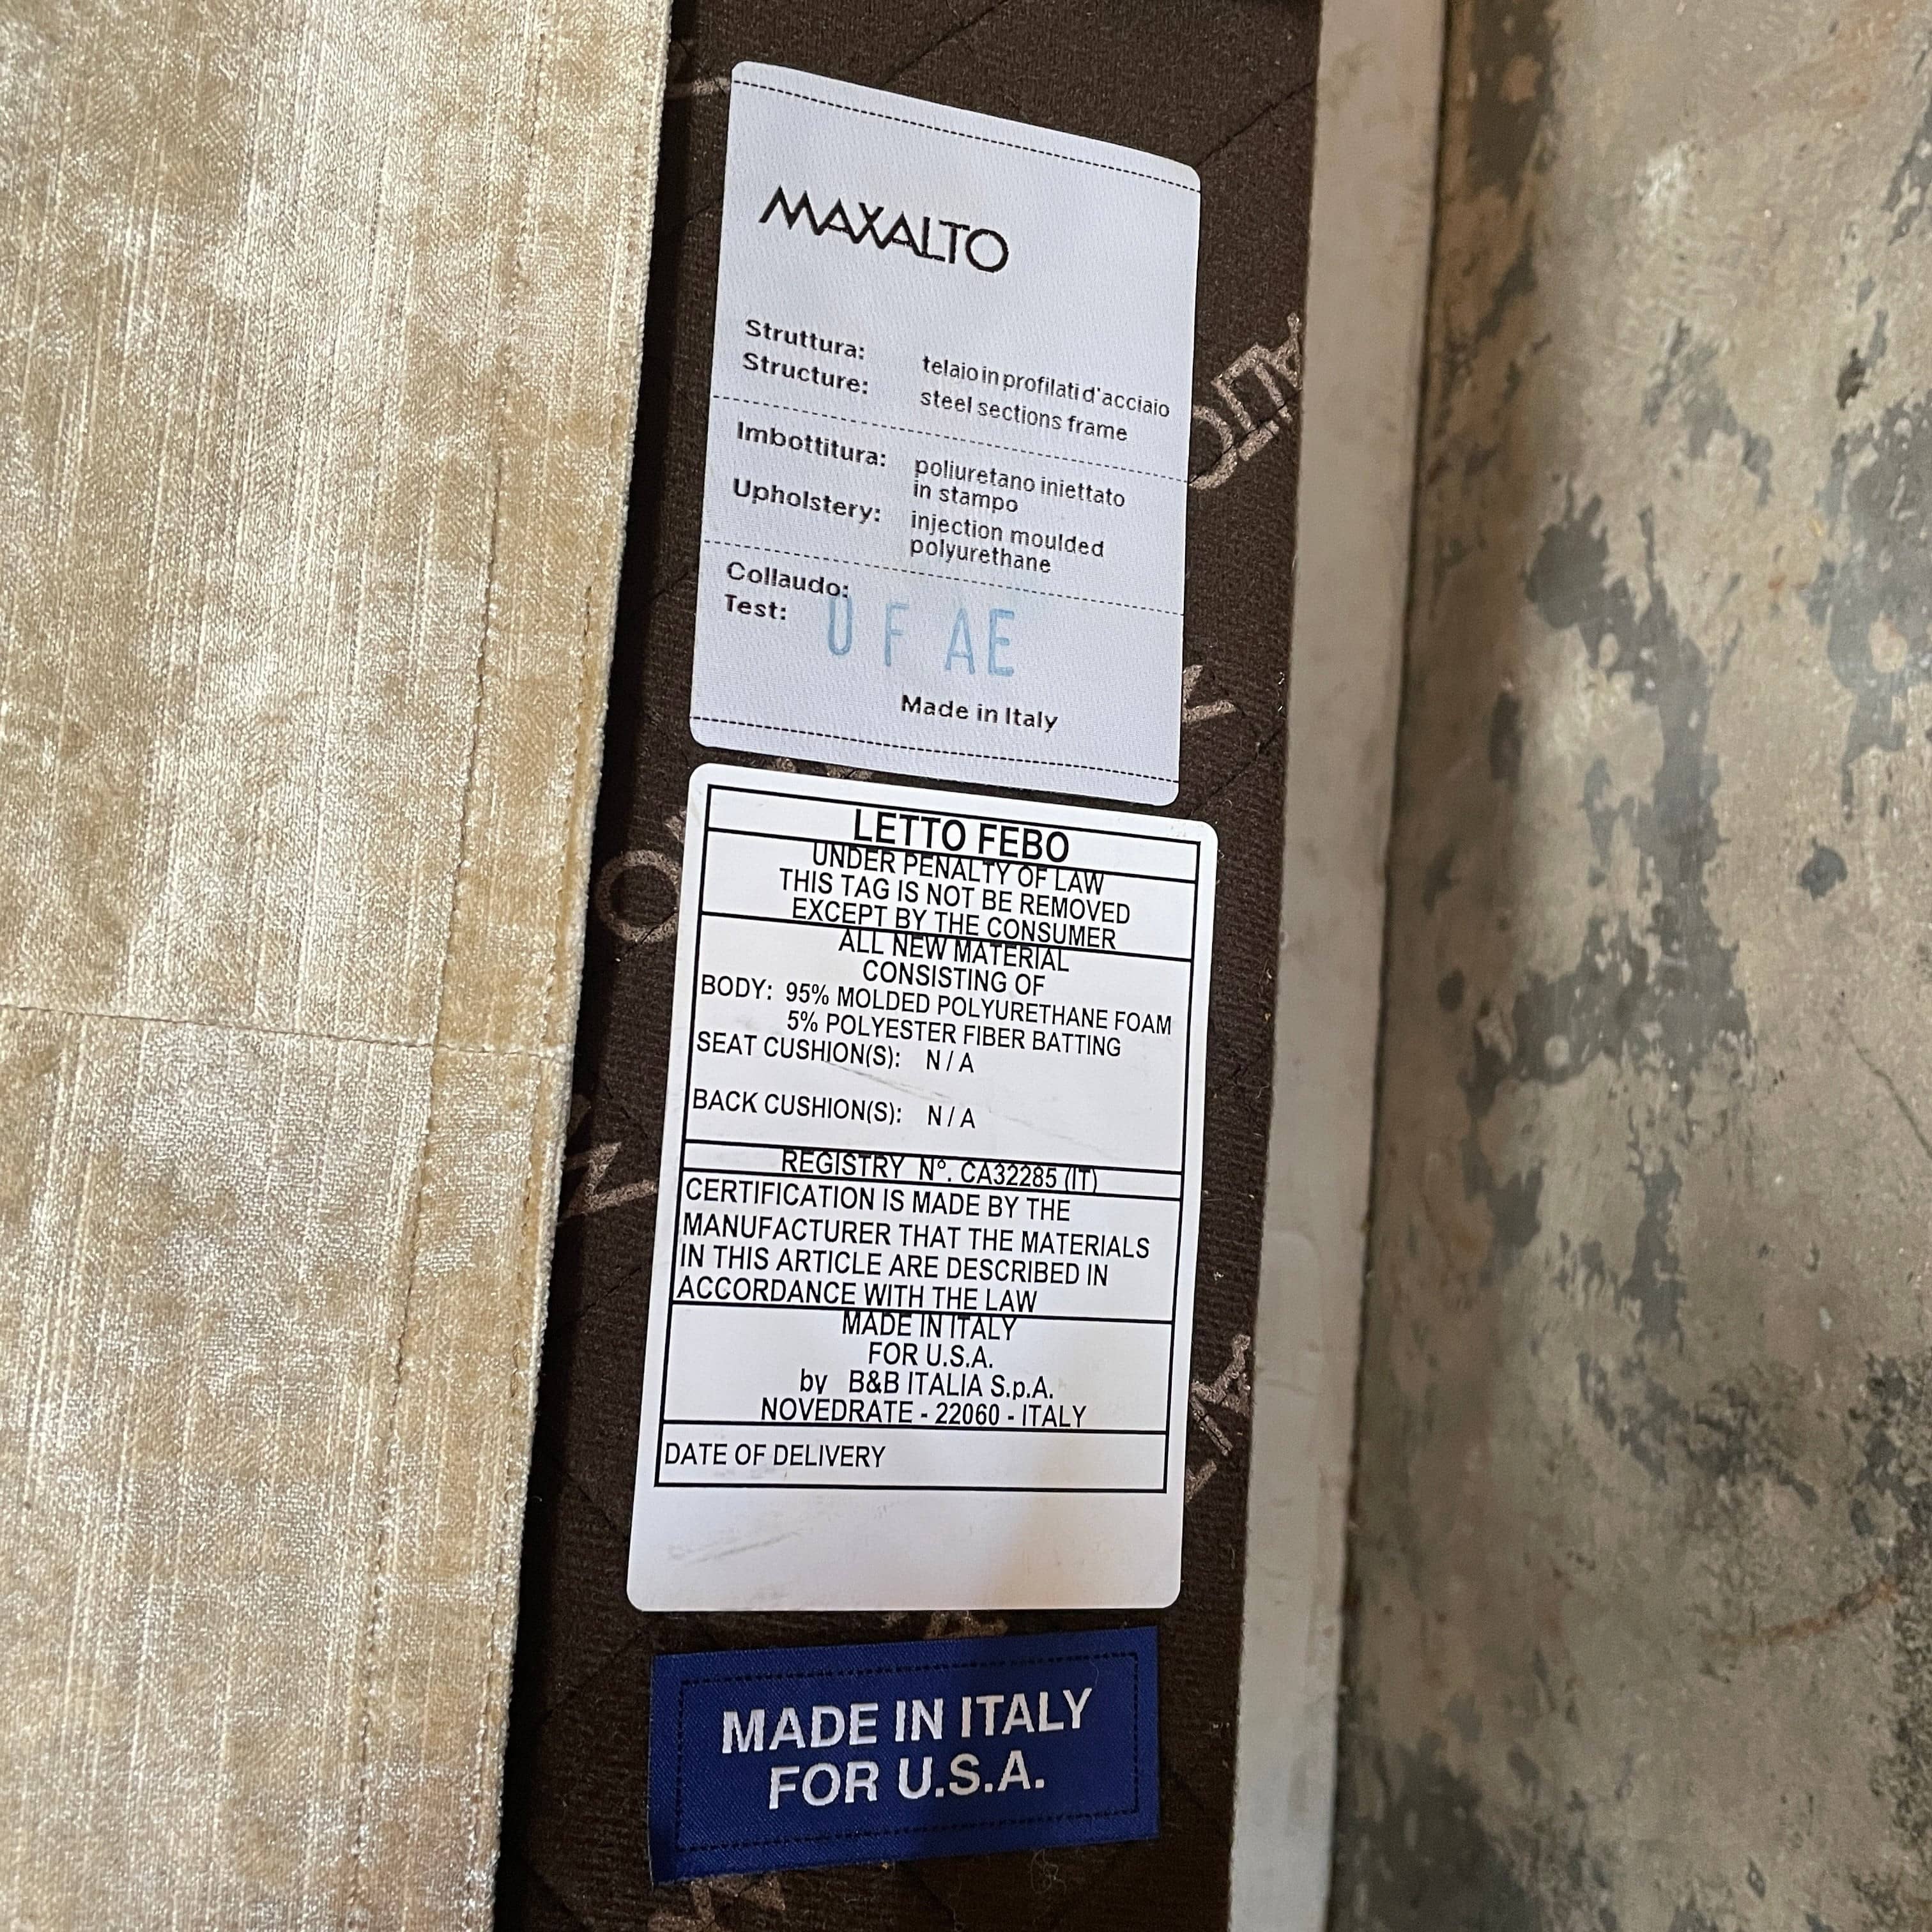 MAXALTO
Struttura: telaio in profilati d'acciaio
Structure: steel sections frame
Imbottitura: poliuretano iniettato
in stampo
Upholstery: injection moulded
polyurethane
Collaudo:
Test: U F AE
Made in Italy
LETTO FEBO
UNDER PENALTY OF LAW
THIS TAG IS NOT BE REMOVED
EXCEPT BY THE CONSUMER
ALL NEW MATERIAL
CONSISTING OF
BODY: 95% MOLDED POLYURETHANE FOAM
5% POLYESTER FIBER BATTING
SEAT CUSHION(S): N / A
BACK CUSHION(S): N / A
REGISTRY N°. CA32285 (IT)
CERTIFICATION IS MADE BY THE
MANUFACTURER THAT THE MATERIALS
IN THIS ARTICLE ARE DESCRIBED IN
ACCORDANCE WITH THE LAW
MADE IN ITALY
FOR U.S.A.
by B&B ITALIA S.p.A.
NOVEDRATE - 22060 - ITALY
DATE OF DELIVERY
MADE IN ITALY
FOR U.S.A.